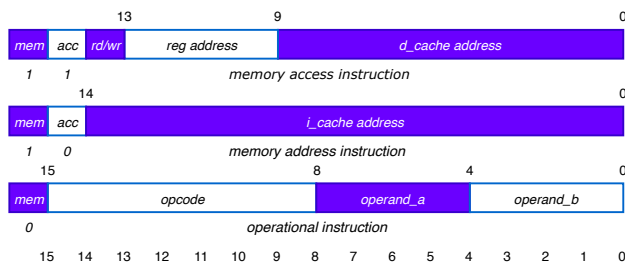 13 9 0
mem acc rd/wr reg address d_cache address
1 1 memory access instruction
14 0
mem acc i_cache address
1 0 memory address instruction
15 8 4 0
mem opcode operand_a operand_b
0 operational instruction
15 14 13 12 11 10 9 8 7 6 5 4 3 2 1 0